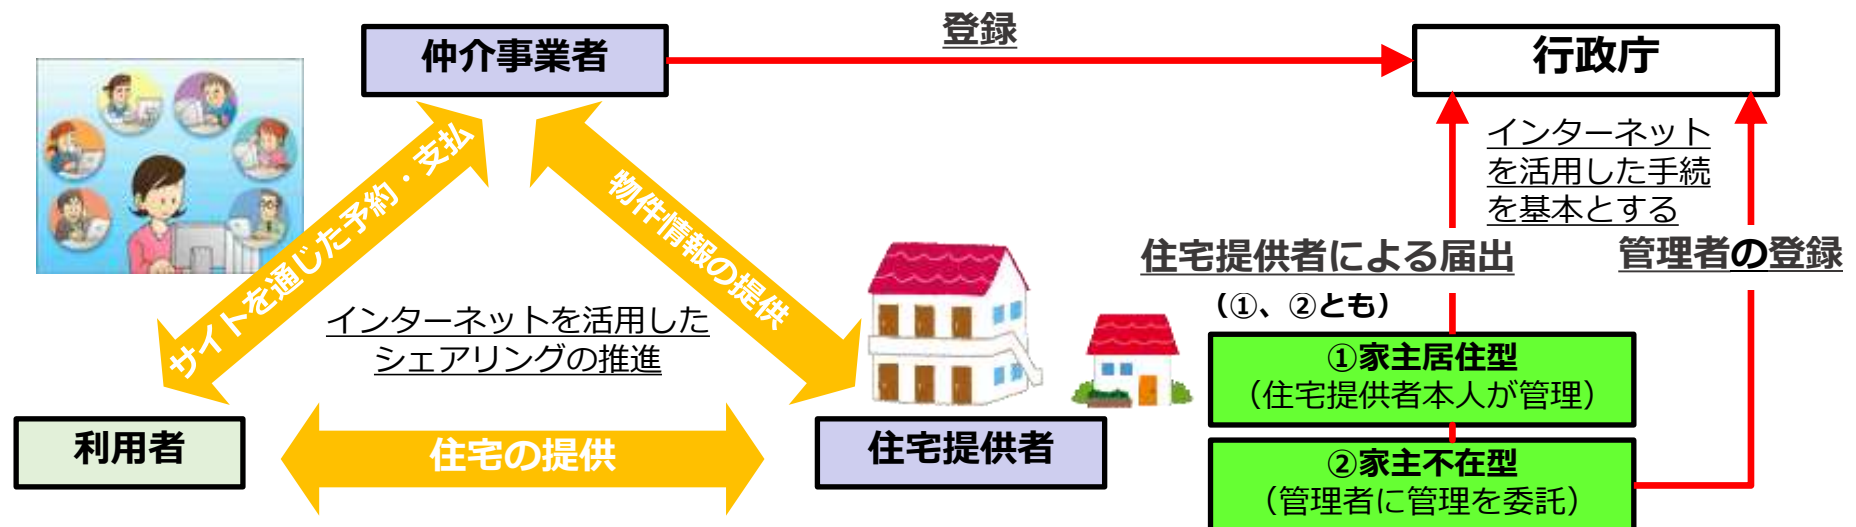 登録
仲介事業者
行政庁
サイトを通じた予約・支払
物件情報の提供
インターネット
を活用した手続
を基本とする
住宅提供者による届出
（①、②とも）
管理者の登録
インターネットを活用した
シェアリングの推進
①家主居住型
（住宅提供者本人が管理）
利用者
住宅の提供
住宅提供者
②家主不在型
（管理者に管理を委託）